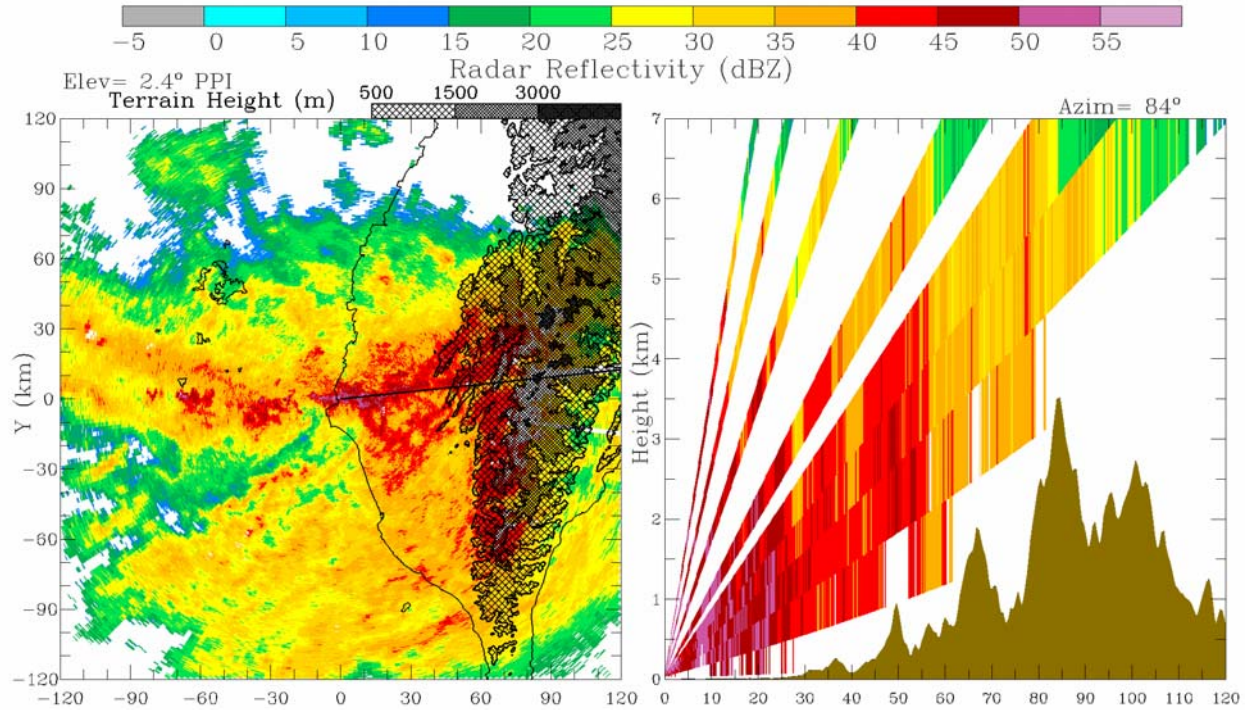 −5 0 5 10 15 20 25 30 35 40 45 50 55
Radar Reflectivity (dBZ)
Elev= 2.4° PPI
Terrain Height (m)
500 1500 3000
Azim= 84°
120
90
60
30
0
−30
−60
−90
−120
Y (km)
−120 −90 −60 −30 0 30 60 90 120
7
6
5
4
3
2
1
0
Height (km)
0 10 20 30 40 50 60 70 80 90 100 110 120